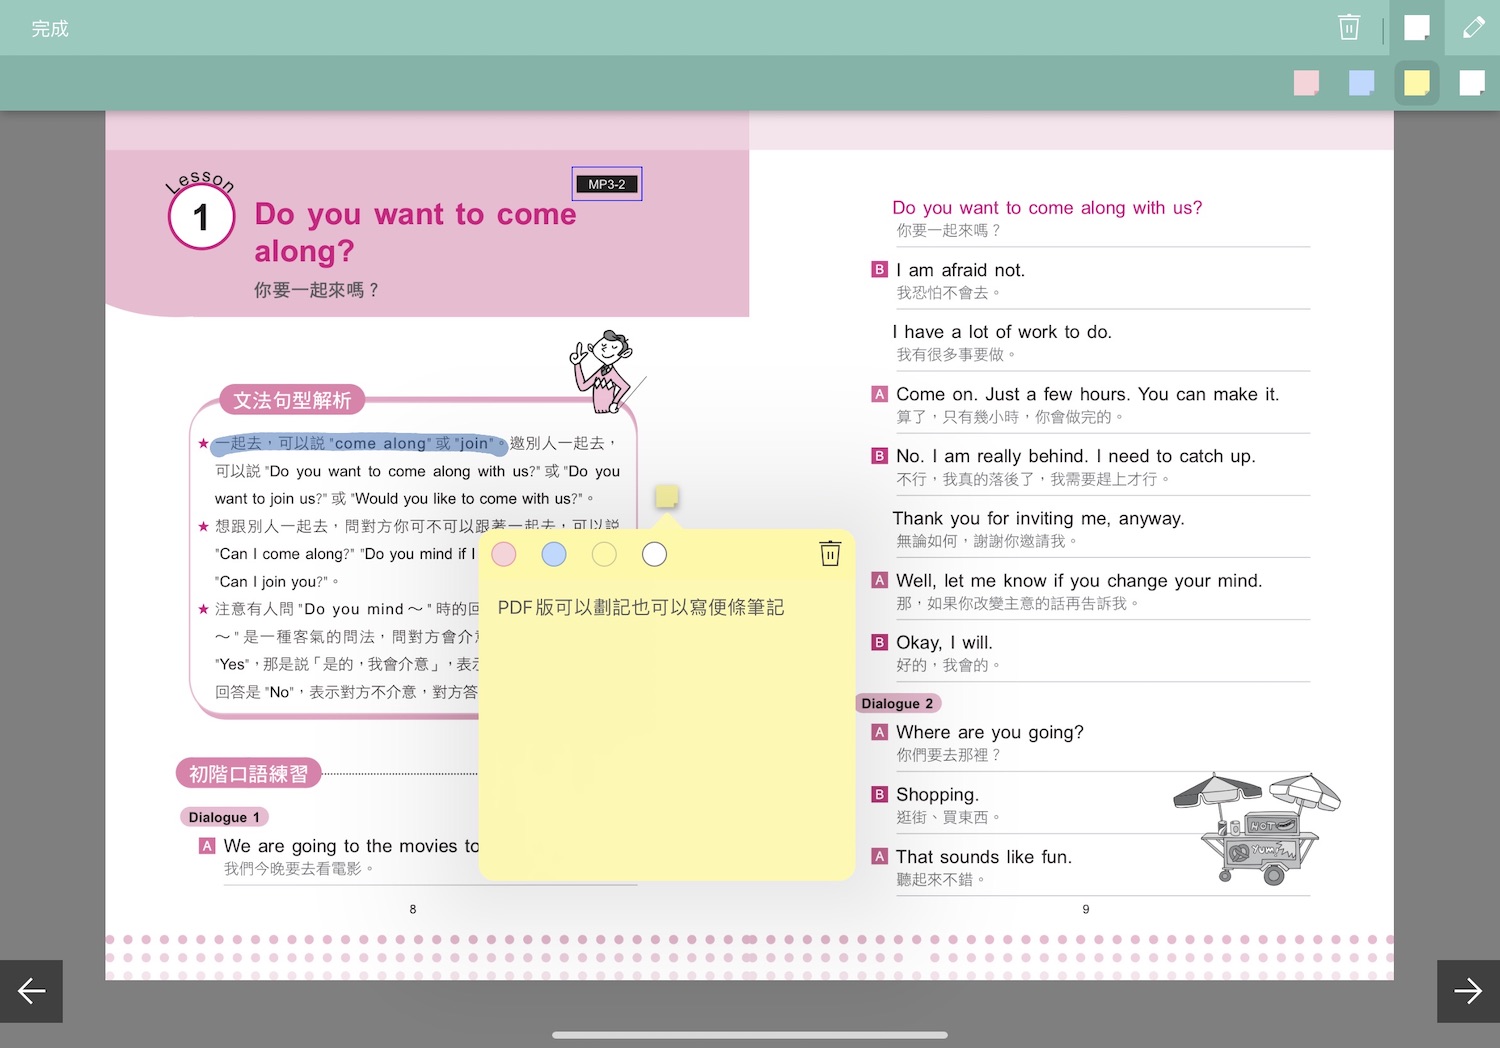 完成
Lesson
1
MP3-2
Do you want to come
along?
你要一起來嗎？
文法句型解析
★ 一起去，可以說 "come along" 或 "join"。邀別人一起去，
可以說 "Do you want to come along with us?" 或 "Do you
want to join us?" 或 "Would you like to come with us?"。
★ 想跟別人一起去，問對方你可不可以跟著一起去，可以說
"Can I come along?" "Do you mind if I
"Can I join you?"。
★ 注意有人問 "Do you mind ～" 時的回
～" 是一種客氣的問法，問對方會介意
"Yes"，那是說「是的，我會介意」，表示
回答是 "No"，表示對方不介意，對方答
初階口語練習
Dialogue 1
A We are going to the movies to
我們今晚要去看電影。
8
PDF版可以劃記也可以寫便條筆記
Do you want to come along with us?
你要一起來嗎？
B I am afraid not.
我恐怕不會去。
I have a lot of work to do.
我有很多事要做。
A Come on. Just a few hours. You can make it.
算了，只有幾小時，你會做完的。
B No. I am really behind. I need to catch up.
不行，我真的落後了，我需要趕上才行。
Thank you for inviting me, anyway.
無論如何，謝謝你邀請我。
A Well, let me know if you change your mind.
那，如果你改變主意的話再告訴我。
B Okay, I will.
好的，我會的。
Dialogue 2
A Where are you going?
你們要去那裡？
B Shopping.
逛街、買東西。
A That sounds like fun.
聽起來不錯。
HOT
YUM!
9